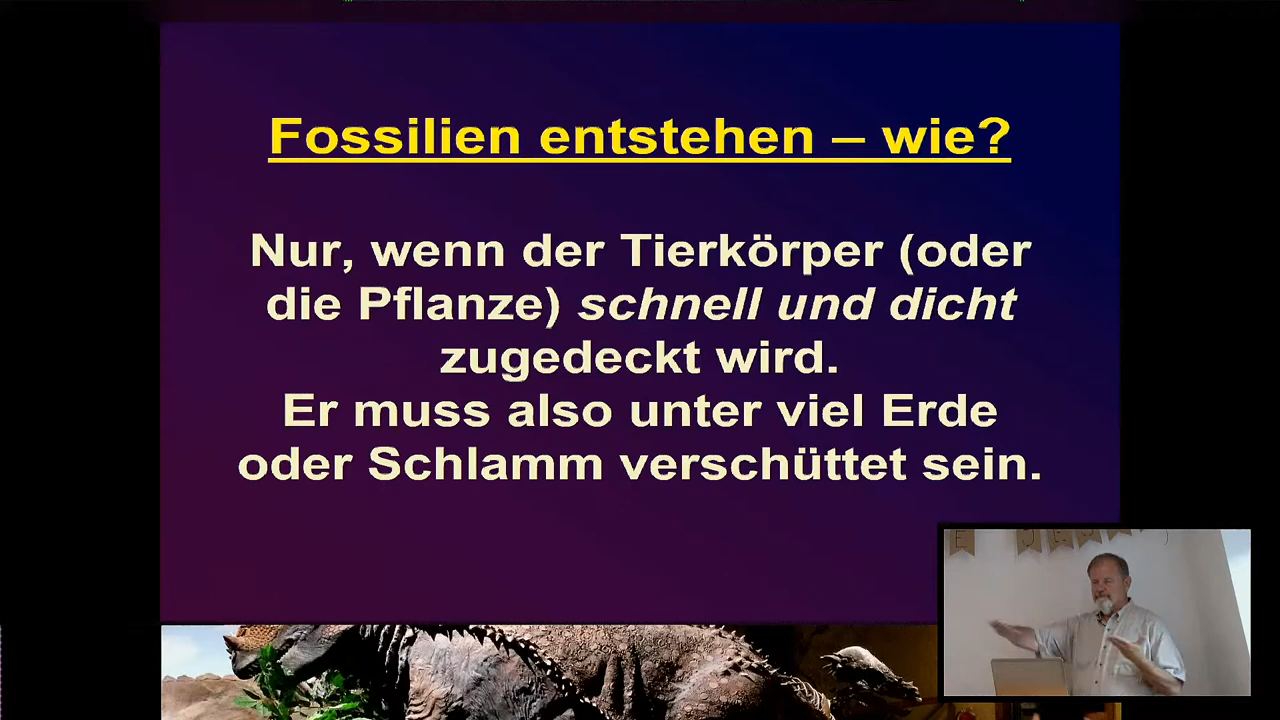 Fossilien entstehen – wie?
Nur, wenn der Tierkörper (oder
die Pflanze) schnell und dicht
zugedeckt wird.
Er muss also unter viel Erde
oder Schlamm verschüttet sein.